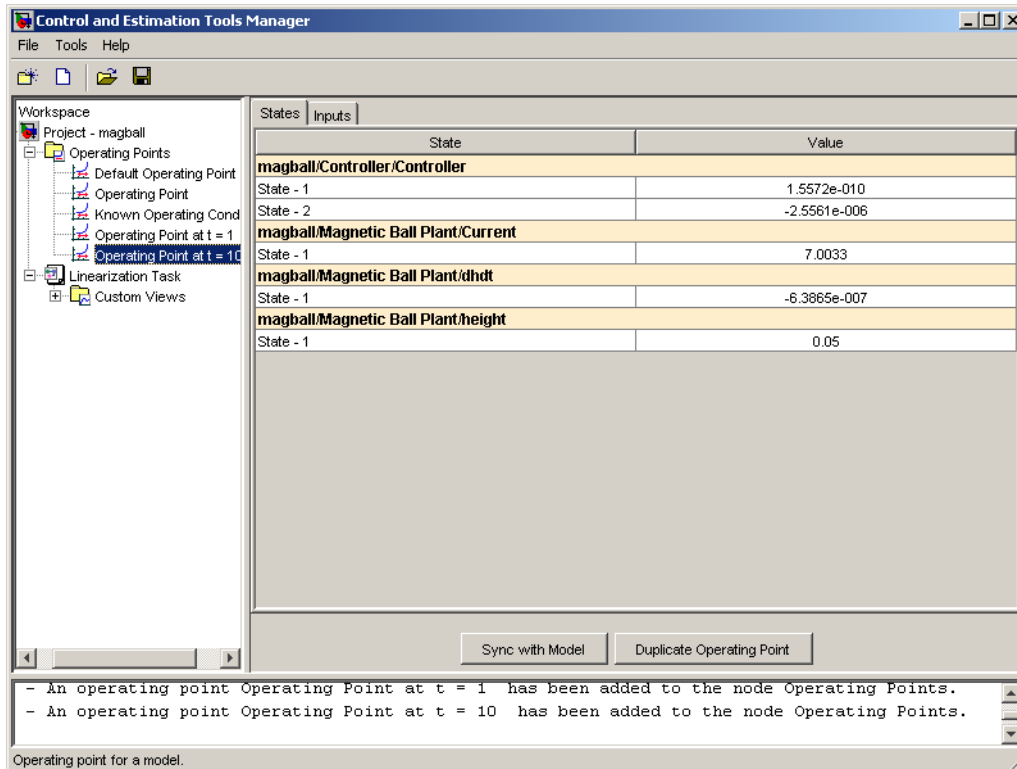 Control and Estimation Tools Manager
File Tools Help
Workspace
Project - magball
Operating Points
Default Operating Point
Operating Point
Known Operating Cond
Operating Point at t = 1
Operating Point at t = 10
Linearization Task
Custom Views
States Inputs
State Value
magball/Controller/Controller
State - 1 1.5572e-010
State - 2 -2.5561e-006
magball/Magnetic Ball Plant/Current
State - 1 7.0033
magball/Magnetic Ball Plant/dhdt
State - 1 -6.3865e-007
magball/Magnetic Ball Plant/height
State - 1 0.05
Sync with Model Duplicate Operating Point
- An operating point Operating Point at t = 1 has been added to the node Operating Points.
- An operating point Operating Point at t = 10 has been added to the node Operating Points.
Operating point for a model.